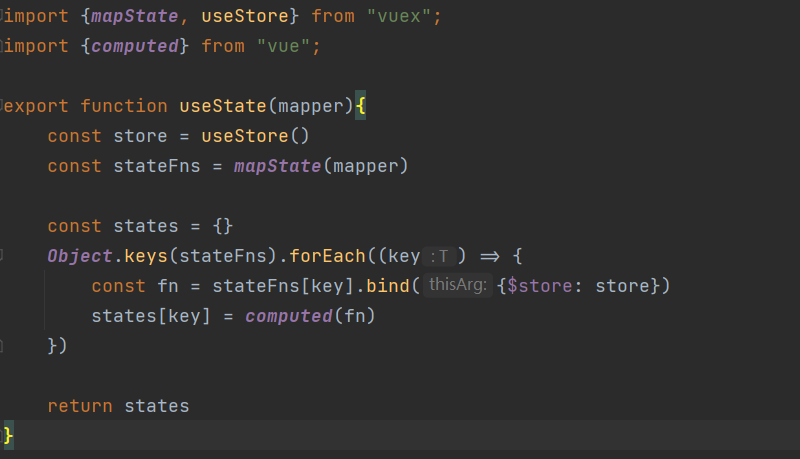 import {mapState, useStore} from "vuex";
import {computed} from "vue";
export function useState(mapper){
const store = useStore()
const stateFns = mapState(mapper)
const states = {}
Object.keys(stateFns).forEach((key : T ) => {
const fn = stateFns[key].bind( thisArg: {$store: store})
states[key] = computed(fn)
})
return states
}